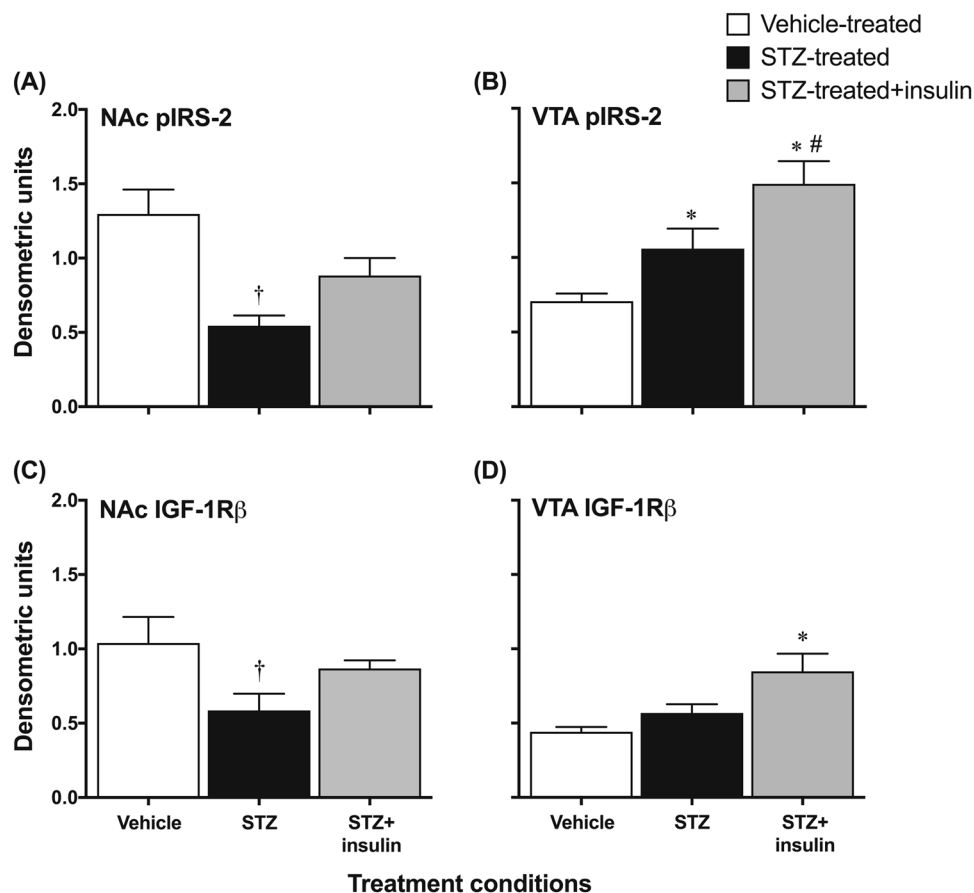 Vehicle-treated
STZ-treated
STZ-treated+insulin
(A)
NAc pIRS-2
2.0
1.5
1.0
0.5
0.0
Densometric units
†
(B)
VTA pIRS-2
*
* #
(C)
NAc IGF-1Rβ
2.0
1.5
1.0
0.5
0.0
Densometric units
†
Vehicle
STZ
STZ+
insulin
(D)
VTA IGF-1Rβ
*
Vehicle
STZ
STZ+
insulin
Treatment conditions